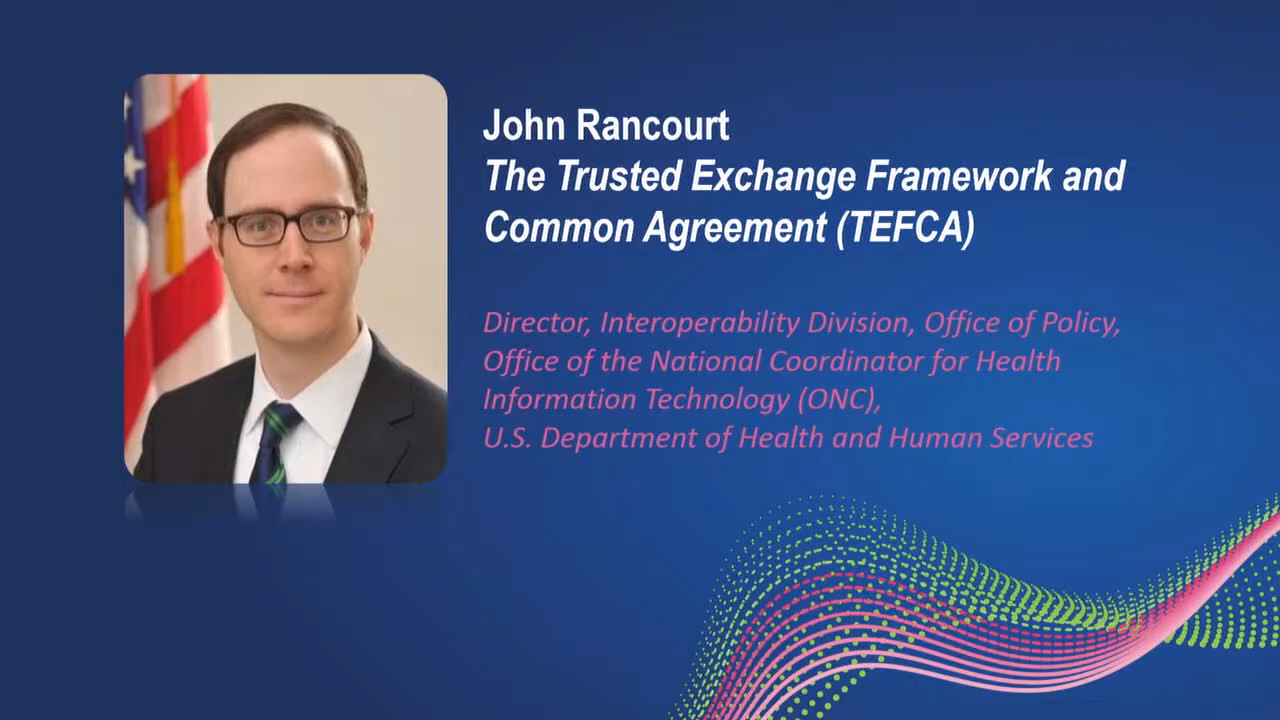 John Rancourt
The Trusted Exchange Framework and
Common Agreement (TEFCA)
Director, Interoperability Division, Office of Policy,
Office of the National Coordinator for Health
Information Technology (ONC),
U.S. Department of Health and Human Services